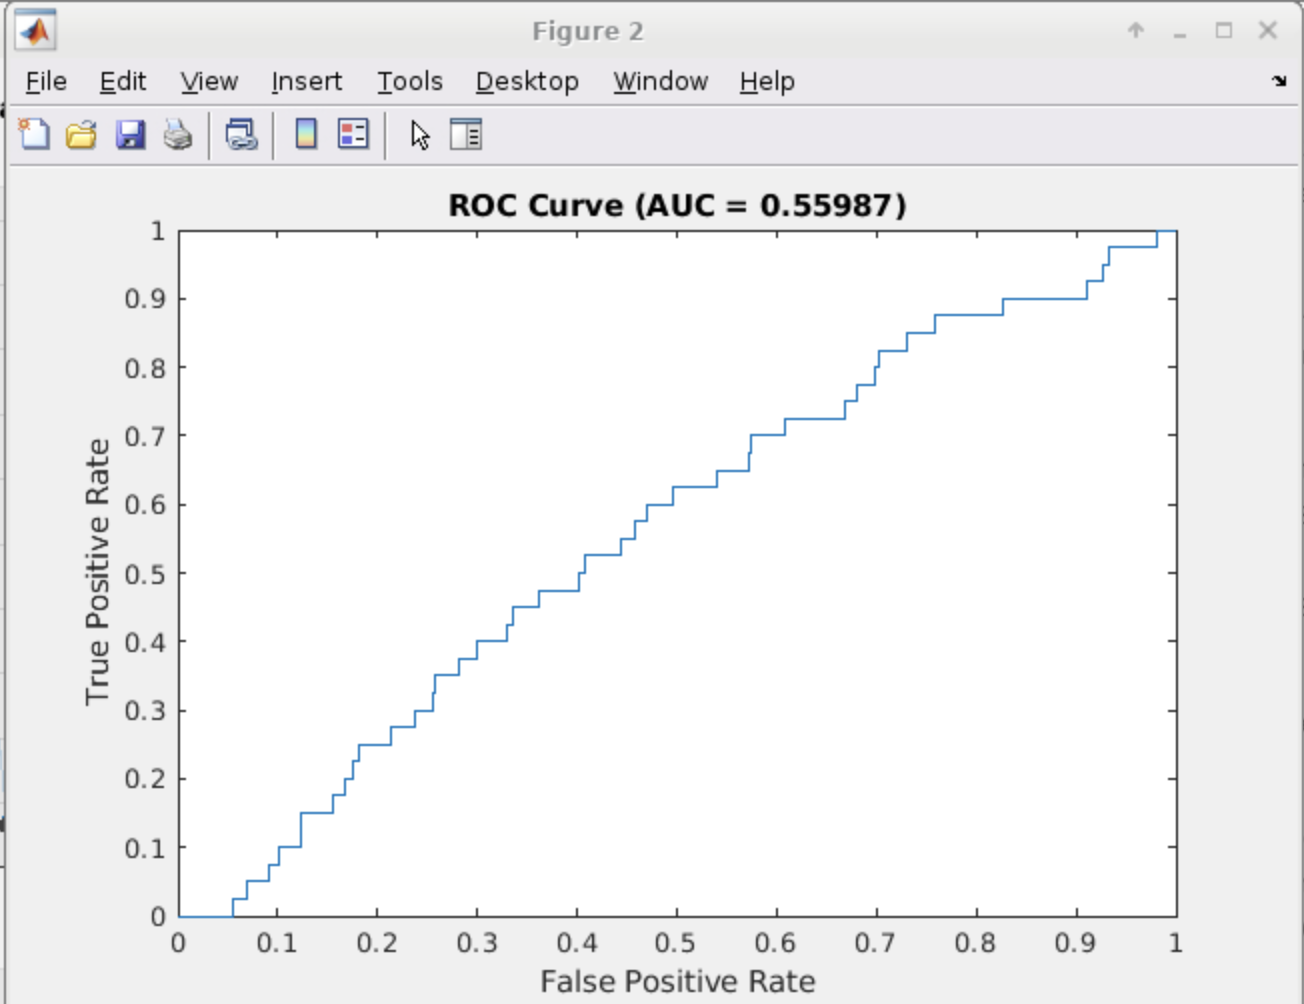 Figure 2
File Edit View Insert Tools Desktop Window Help
ROC Curve (AUC = 0.55987)
1
0.9
0.8
0.7
0.6
0.5
0.4
0.3
0.2
0.1
0
True Positive Rate
0 0.1 0.2 0.3 0.4 0.5 0.6 0.7 0.8 0.9 1
False Positive Rate